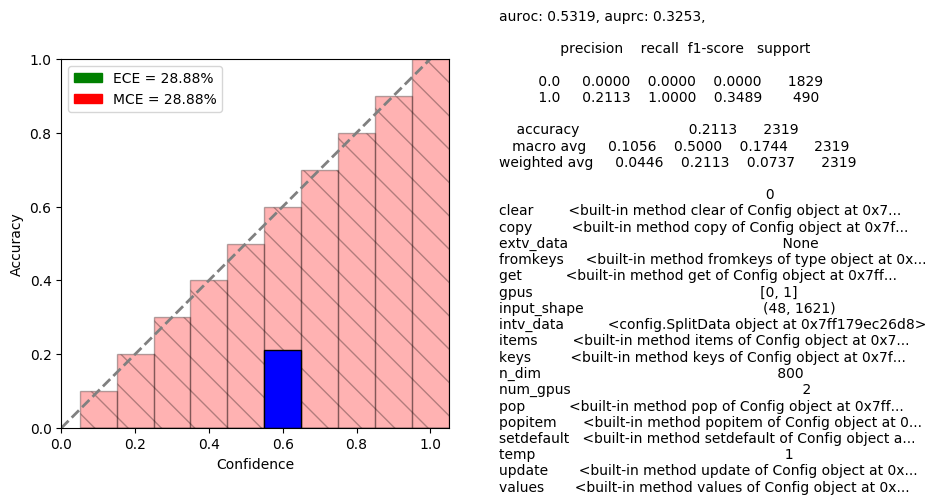 auroc: 0.5319, auprc: 0.3253,
precision recall f1-score support
0.0 0.0000 0.0000 0.0000 1829
1.0 0.2113 1.0000 0.3489 490
accuracy 0.2113 2319
macro avg 0.1056 0.5000 0.1744 2319
weighted avg 0.0446 0.2113 0.0737 2319
0
clear <built-in method clear of Config object at 0x7...
copy <built-in method copy of Config object at 0x7f...
extv_data None
fromkeys <built-in method fromkeys of type object at 0x...
get <built-in method get of Config object at 0x7ff...
gpus [0, 1]
input_shape (48, 1621)
intv_data <config.SplitData object at 0x7ff179ec26d8>
items <built-in method items of Config object at 0x7...
keys <built-in method keys of Config object at 0x7f...
n_dim 800
num_gpus 2
pop <built-in method pop of Config object at 0x7ff...
popitem <built-in method popitem of Config object at 0...
setdefault <built-in method setdefault of Config object a...
temp 1
update <built-in method update of Config object at 0x...
values <built-in method values of Config object at 0x...
ECE = 28.88%
MCE = 28.88%
1.0
0.8
0.6
0.4
0.2
0.0
Accuracy
0.0 0.2 0.4 0.6 0.8 1.0
Confidence